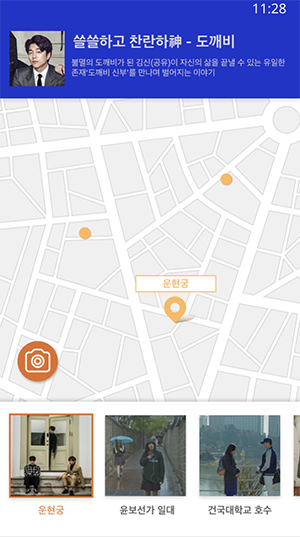 11:28
쓸쓸하고 찬란하神 - 도깨비
불멸의 도깨비가 된 김신(공유)이 자신의 삶을 끝낼 수 있는 유일한
존재'도깨비 신부'를 만나며 벌어지는 이야기
운현궁
운현궁 윤보선가 일대 건국대학교 호수